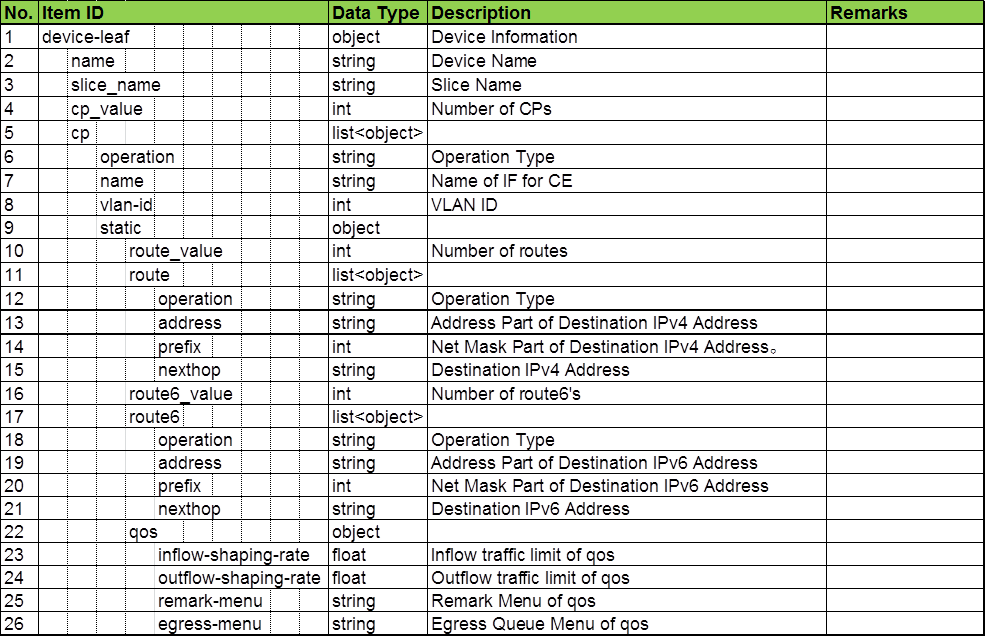 No. Item ID Data Type Description Remarks
1 device-leaf object Device Information
2 name string Device Name
3 slice_name string Slice Name
4 cp_value int Number of CPs
5 cp list<object>
6 operation string Operation Type
7 name string Name of IF for CE
8 vlan-id int VLAN ID
9 static object
10 route_value int Number of routes
11 route list<object>
12 operation string Operation Type
13 address string Address Part of Destination IPv4 Address
14 prefix int Net Mask Part of Destination IPv4 Address。
15 nexthop string Destination IPv4 Address
16 route6_value int Number of route6's
17 route6 list<object>
18 operation string Operation Type
19 address string Address Part of Destination IPv6 Address
20 prefix int Net Mask Part of Destination IPv6 Address
21 nexthop string Destination IPv6 Address
22 qos object
23 inflow-shaping-rate float Inflow traffic limit of qos
24 outflow-shaping-rate float Outflow traffic limit of qos
25 remark-menu string Remark Menu of qos
26 egress-menu string Egress Queue Menu of qos